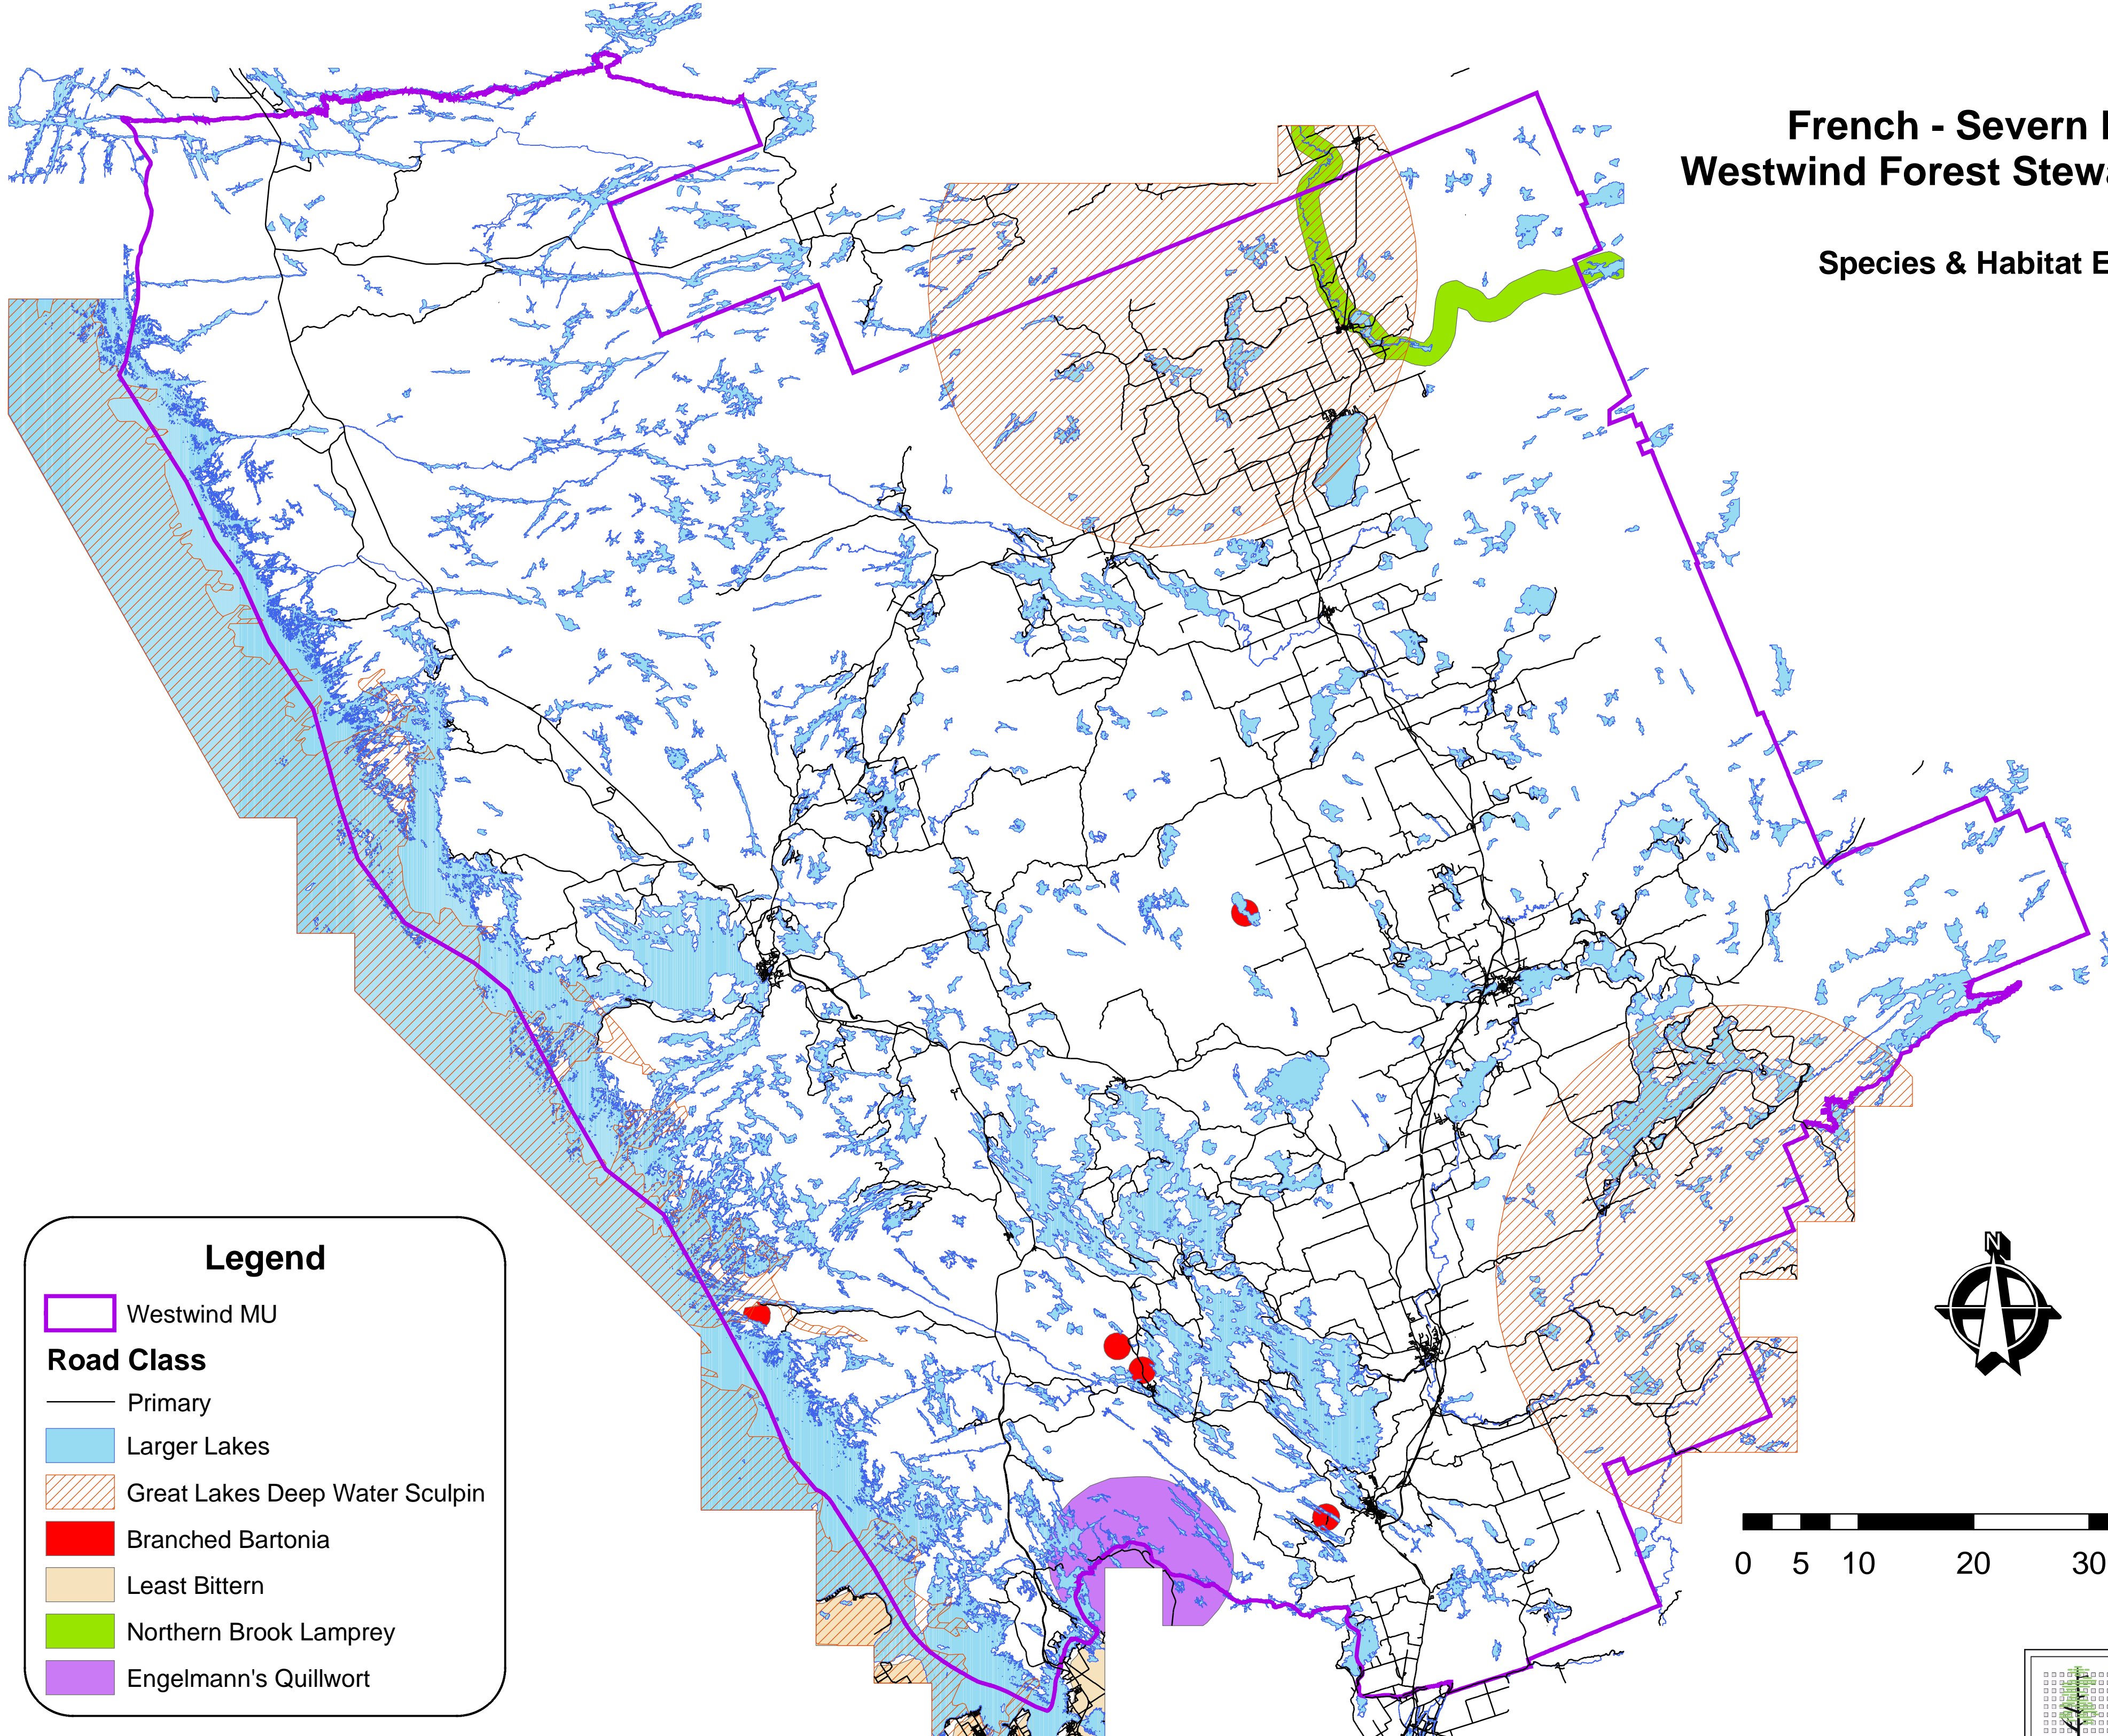 French - Severn
Westwind Forest
Species & Habitat
N
Legend
Westwind MU
Road Class
Primary
Larger Lakes
Great Lakes Deep Water Sculpin
Branched Bartonia
Least Bittern
Northern Brook Lamprey
Engelmann's Quillwort
0 5 10 20 30